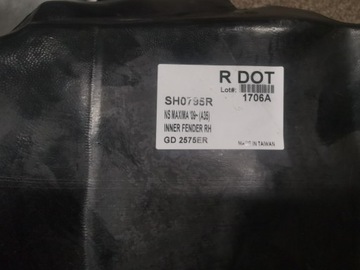 R DOT
Lot#:
1706A
SH0795R
NS MAXIMA '09~ (A35)
INNER FENDER RH
GD 2575ER
MADE IN TAIWAN